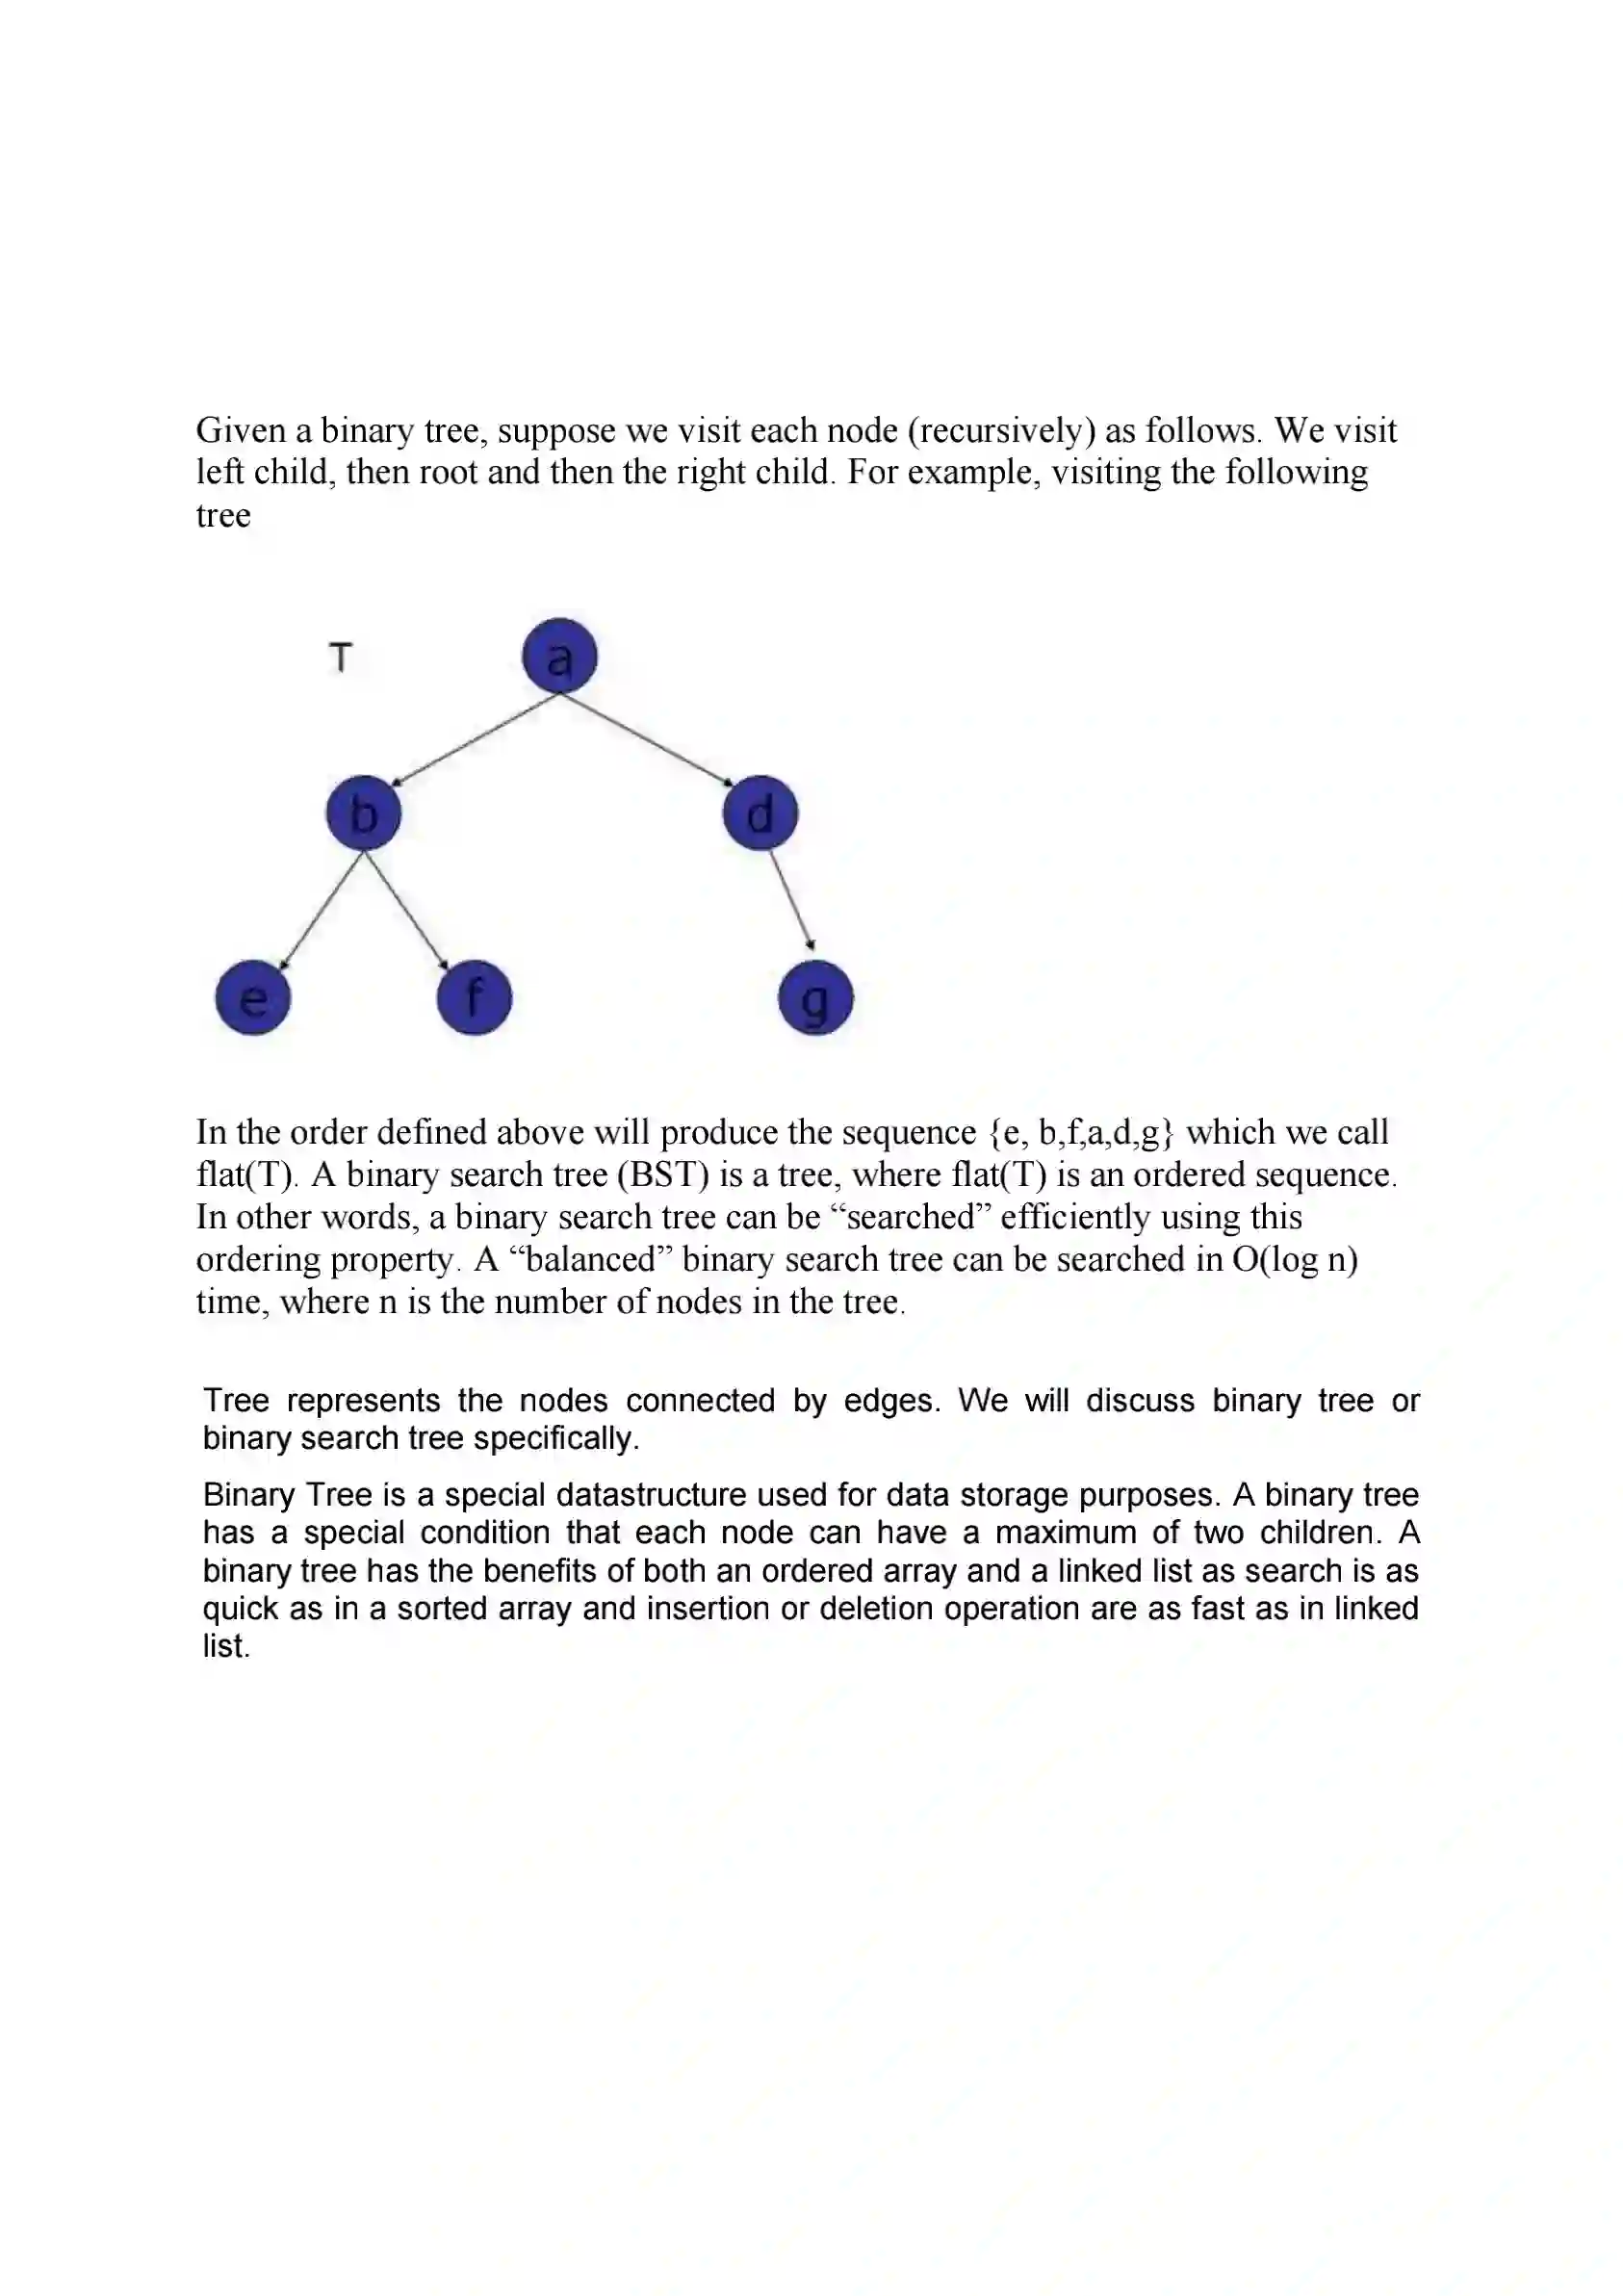 Given a binary tree, suppose we visit each node (recursively) as follows. We visit
left child, then root and then the right child. For example, visiting the following
tree
T
a
b
d
e
f
g
In the order defined above will produce the sequence {e, b,f,a,d,g} which we call
flat(T). A binary search tree (BST) is a tree, where flat(T) is an ordered sequence.
In other words, a binary search tree can be “searched” efficiently using this
ordering property. A “balanced” binary search tree can be searched in O(log n)
time, where n is the number of nodes in the tree.
Tree represents the nodes connected by edges. We will discuss binary tree or
binary search tree specifically.
Binary Tree is a special datastructure used for data storage purposes. A binary tree
has a special condition that each node can have a maximum of two children. A
binary tree has the benefits of both an ordered array and a linked list as search is as
quick as in a sorted array and insertion or deletion operation are as fast as in linked
list.